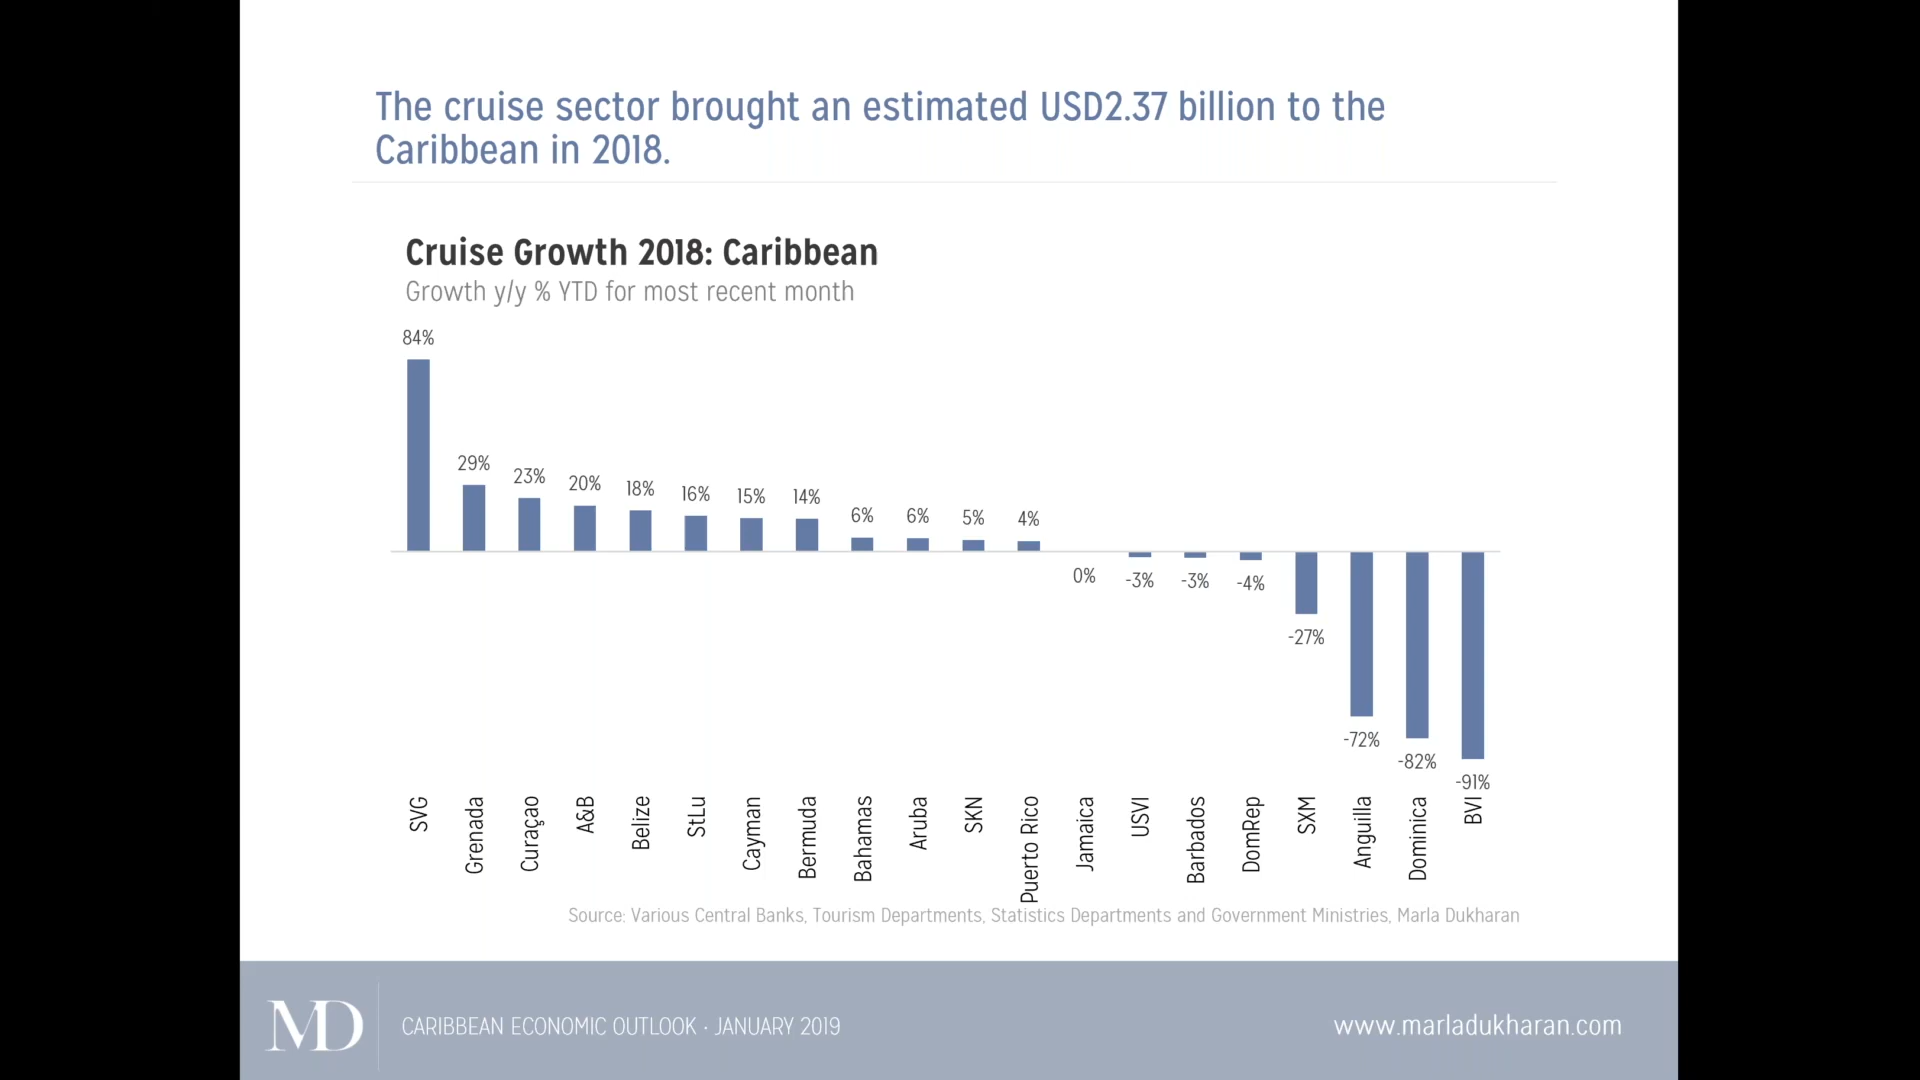 The cruise sector brought an estimated USD2.37 billion to the
Caribbean in 2018.
Cruise Growth 2018: Caribbean
Growth y/y % YTD for most recent month
84%
29%
23%
20%
18%
16%
15%
14%
6%
6%
5%
4%
0%
-3%
-3%
-4%
-27%
-72%
-82%
-91%
SVG
Grenada
Curaçao
A&B
Belize
StLu
Cayman
Bermuda
Bahamas
Aruba
SKN
Puerto Rico
Jamaica
USVI
Barbados
DomRep
SXM
Anguilla
Dominica
BVI
Source: Various Central Banks, Tourism Departments, Statistics Departments and Government Ministries, Marla Dukharan
MD
CARIBBEAN ECONOMIC OUTLOOK · JANUARY 2019
www.marladukharan.com